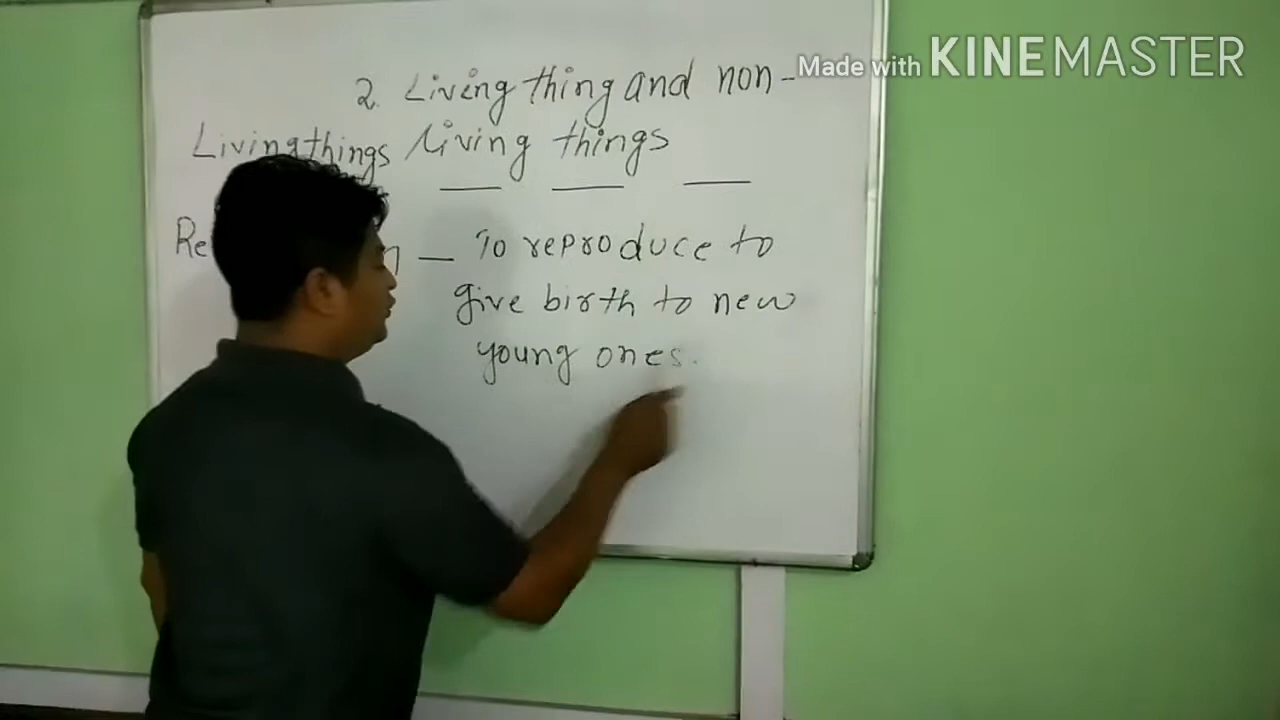 Made with KINEMASTER
2. Living thing and non-
Livingthings living things
— To reproduce to
give birth to new
young ones.